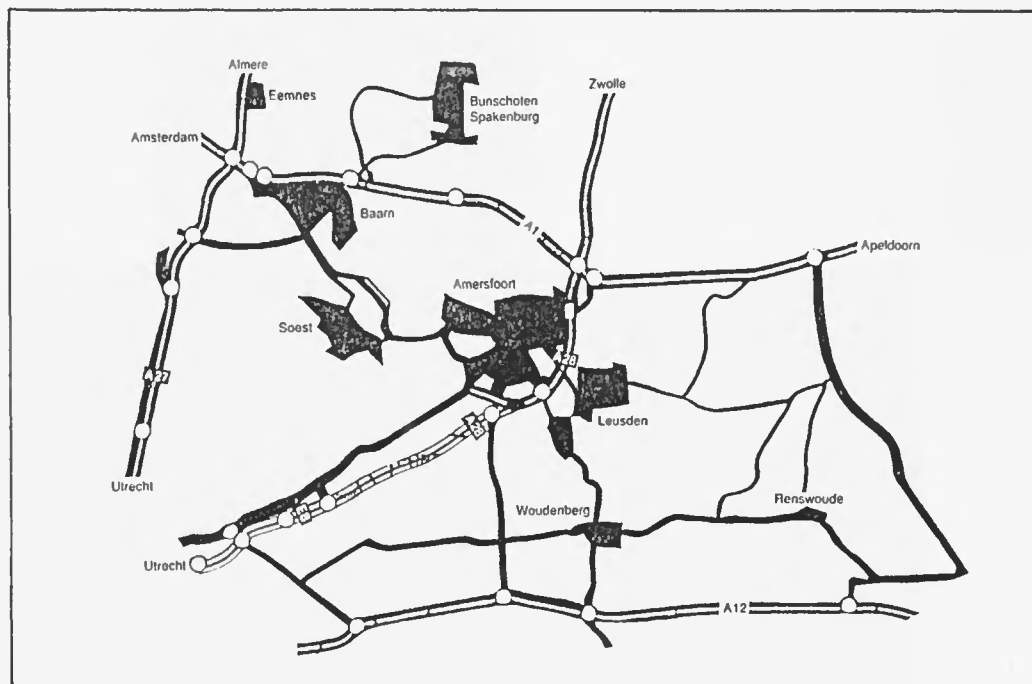 Almere
Eemnes
Bunschoten
Spakenburg
Zwolle
Amsterdam
Baarn
A1
Apeldoorn
Amersfoort
Soest
A28
A27
Leusden
Utrecht
Woudenberg
Renswoude
Utrecht
A12